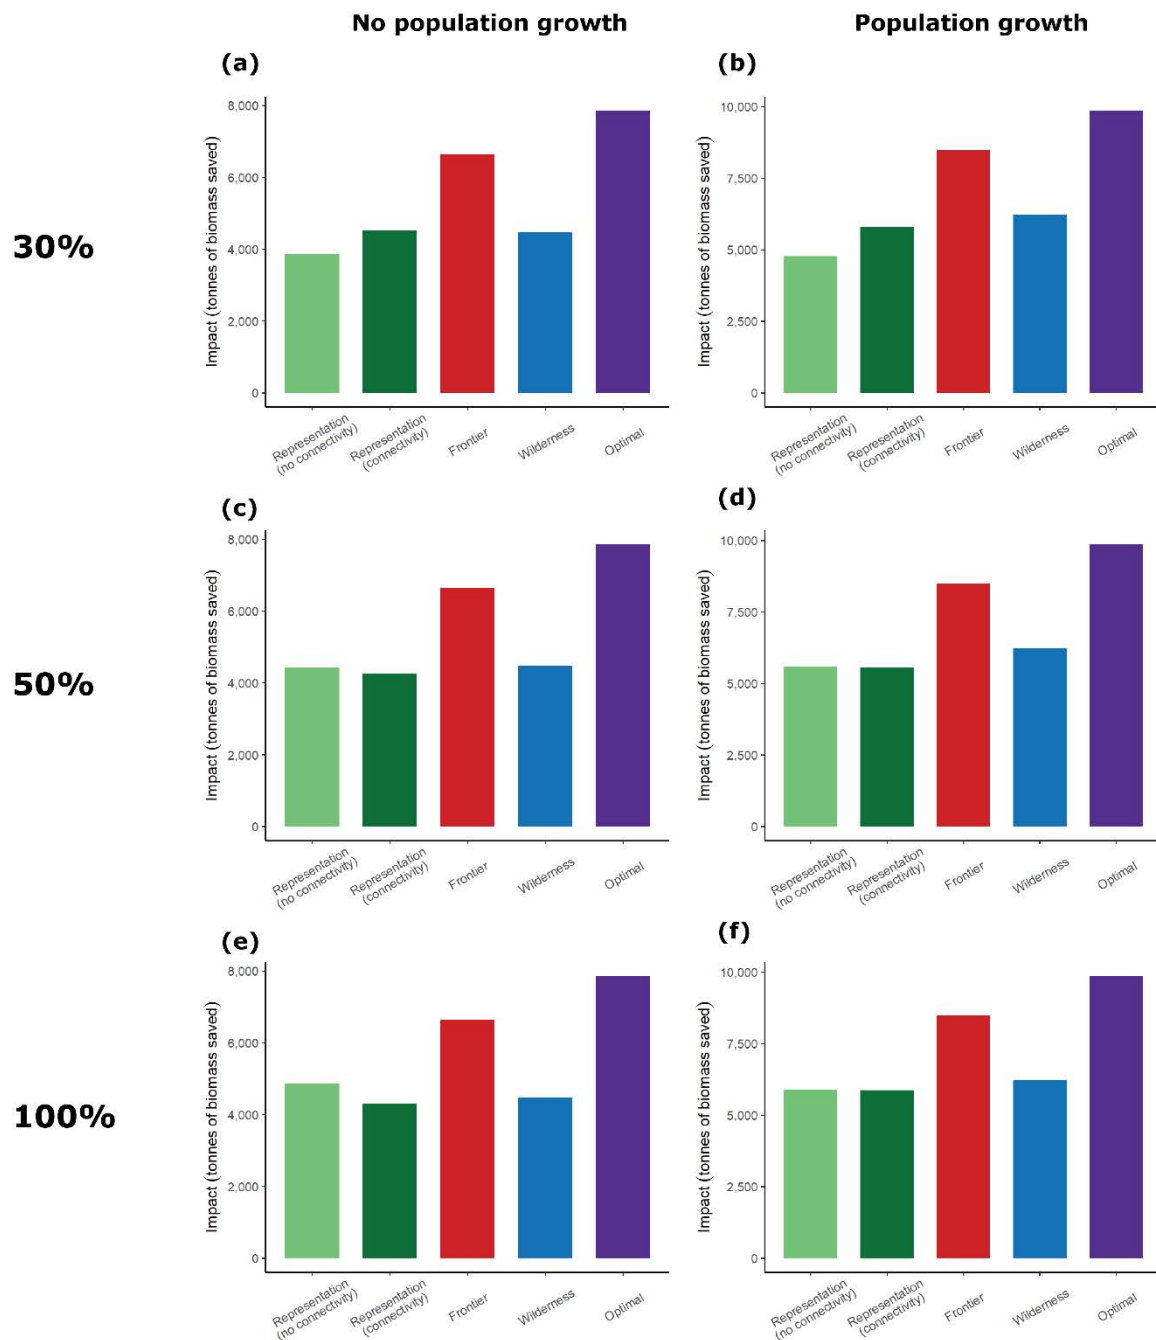 No population growth
Population growth
30%
(a)
Impact (tonnes of biomass saved)
8,000
6,000
4,000
2,000
0
Representation
(no connectivity)
Representation
(connectivity)
Frontier
Wilderness
Optimal
(b)
Impact (tonnes of biomass saved)
10,000
7,500
5,000
2,500
0
Representation
(no connectivity)
Representation
(connectivity)
Frontier
Wilderness
Optimal
50%
(c)
Impact (tonnes of biomass saved)
8,000
6,000
4,000
2,000
0
Representation
(no connectivity)
Representation
(connectivity)
Frontier
Wilderness
Optimal
(d)
Impact (tonnes of biomass saved)
10,000
7,500
5,000
2,500
0
Representation
(no connectivity)
Representation
(connectivity)
Frontier
Wilderness
Optimal
100%
(e)
Impact (tonnes of biomass saved)
8,000
6,000
4,000
2,000
0
Representation
(no connectivity)
Representation
(connectivity)
Frontier
Wilderness
Optimal
(f)
Impact (tonnes of biomass saved)
10,000
7,500
5,000
2,500
0
Representation
(no connectivity)
Representation
(connectivity)
Frontier
Wilderness
Optimal